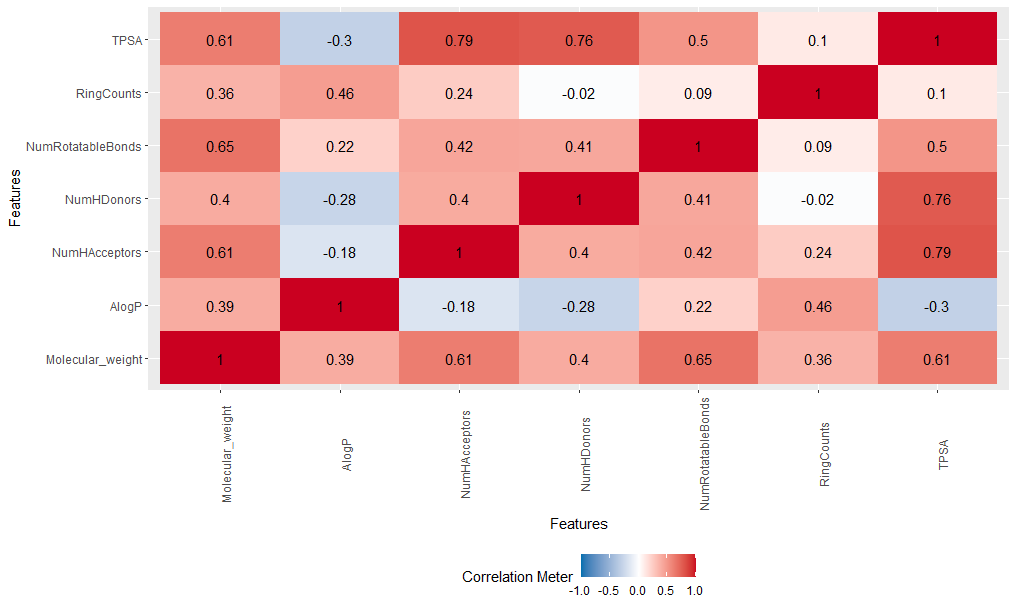 TPSA 0.61 -0.3 0.79 0.76 0.5 0.1 1
RingCounts 0.36 0.46 0.24 -0.02 0.09 1 0.1
NumRotatableBonds 0.65 0.22 0.42 0.41 1 0.09 0.5
NumHDonors 0.4 -0.28 0.4 1 0.41 -0.02 0.76
NumHAcceptors 0.61 -0.18 1 0.4 0.42 0.24 0.79
AlogP 0.39 1 -0.18 -0.28 0.22 0.46 -0.3
Molecular_weight 1 0.39 0.61 0.4 0.65 0.36 0.61
Features
Molecular_weight
AlogP
NumHAcceptors
NumHDonors
NumRotatableBonds
RingCounts
TPSA
Features
Correlation Meter
-1.0 -0.5 0.0 0.5 1.0